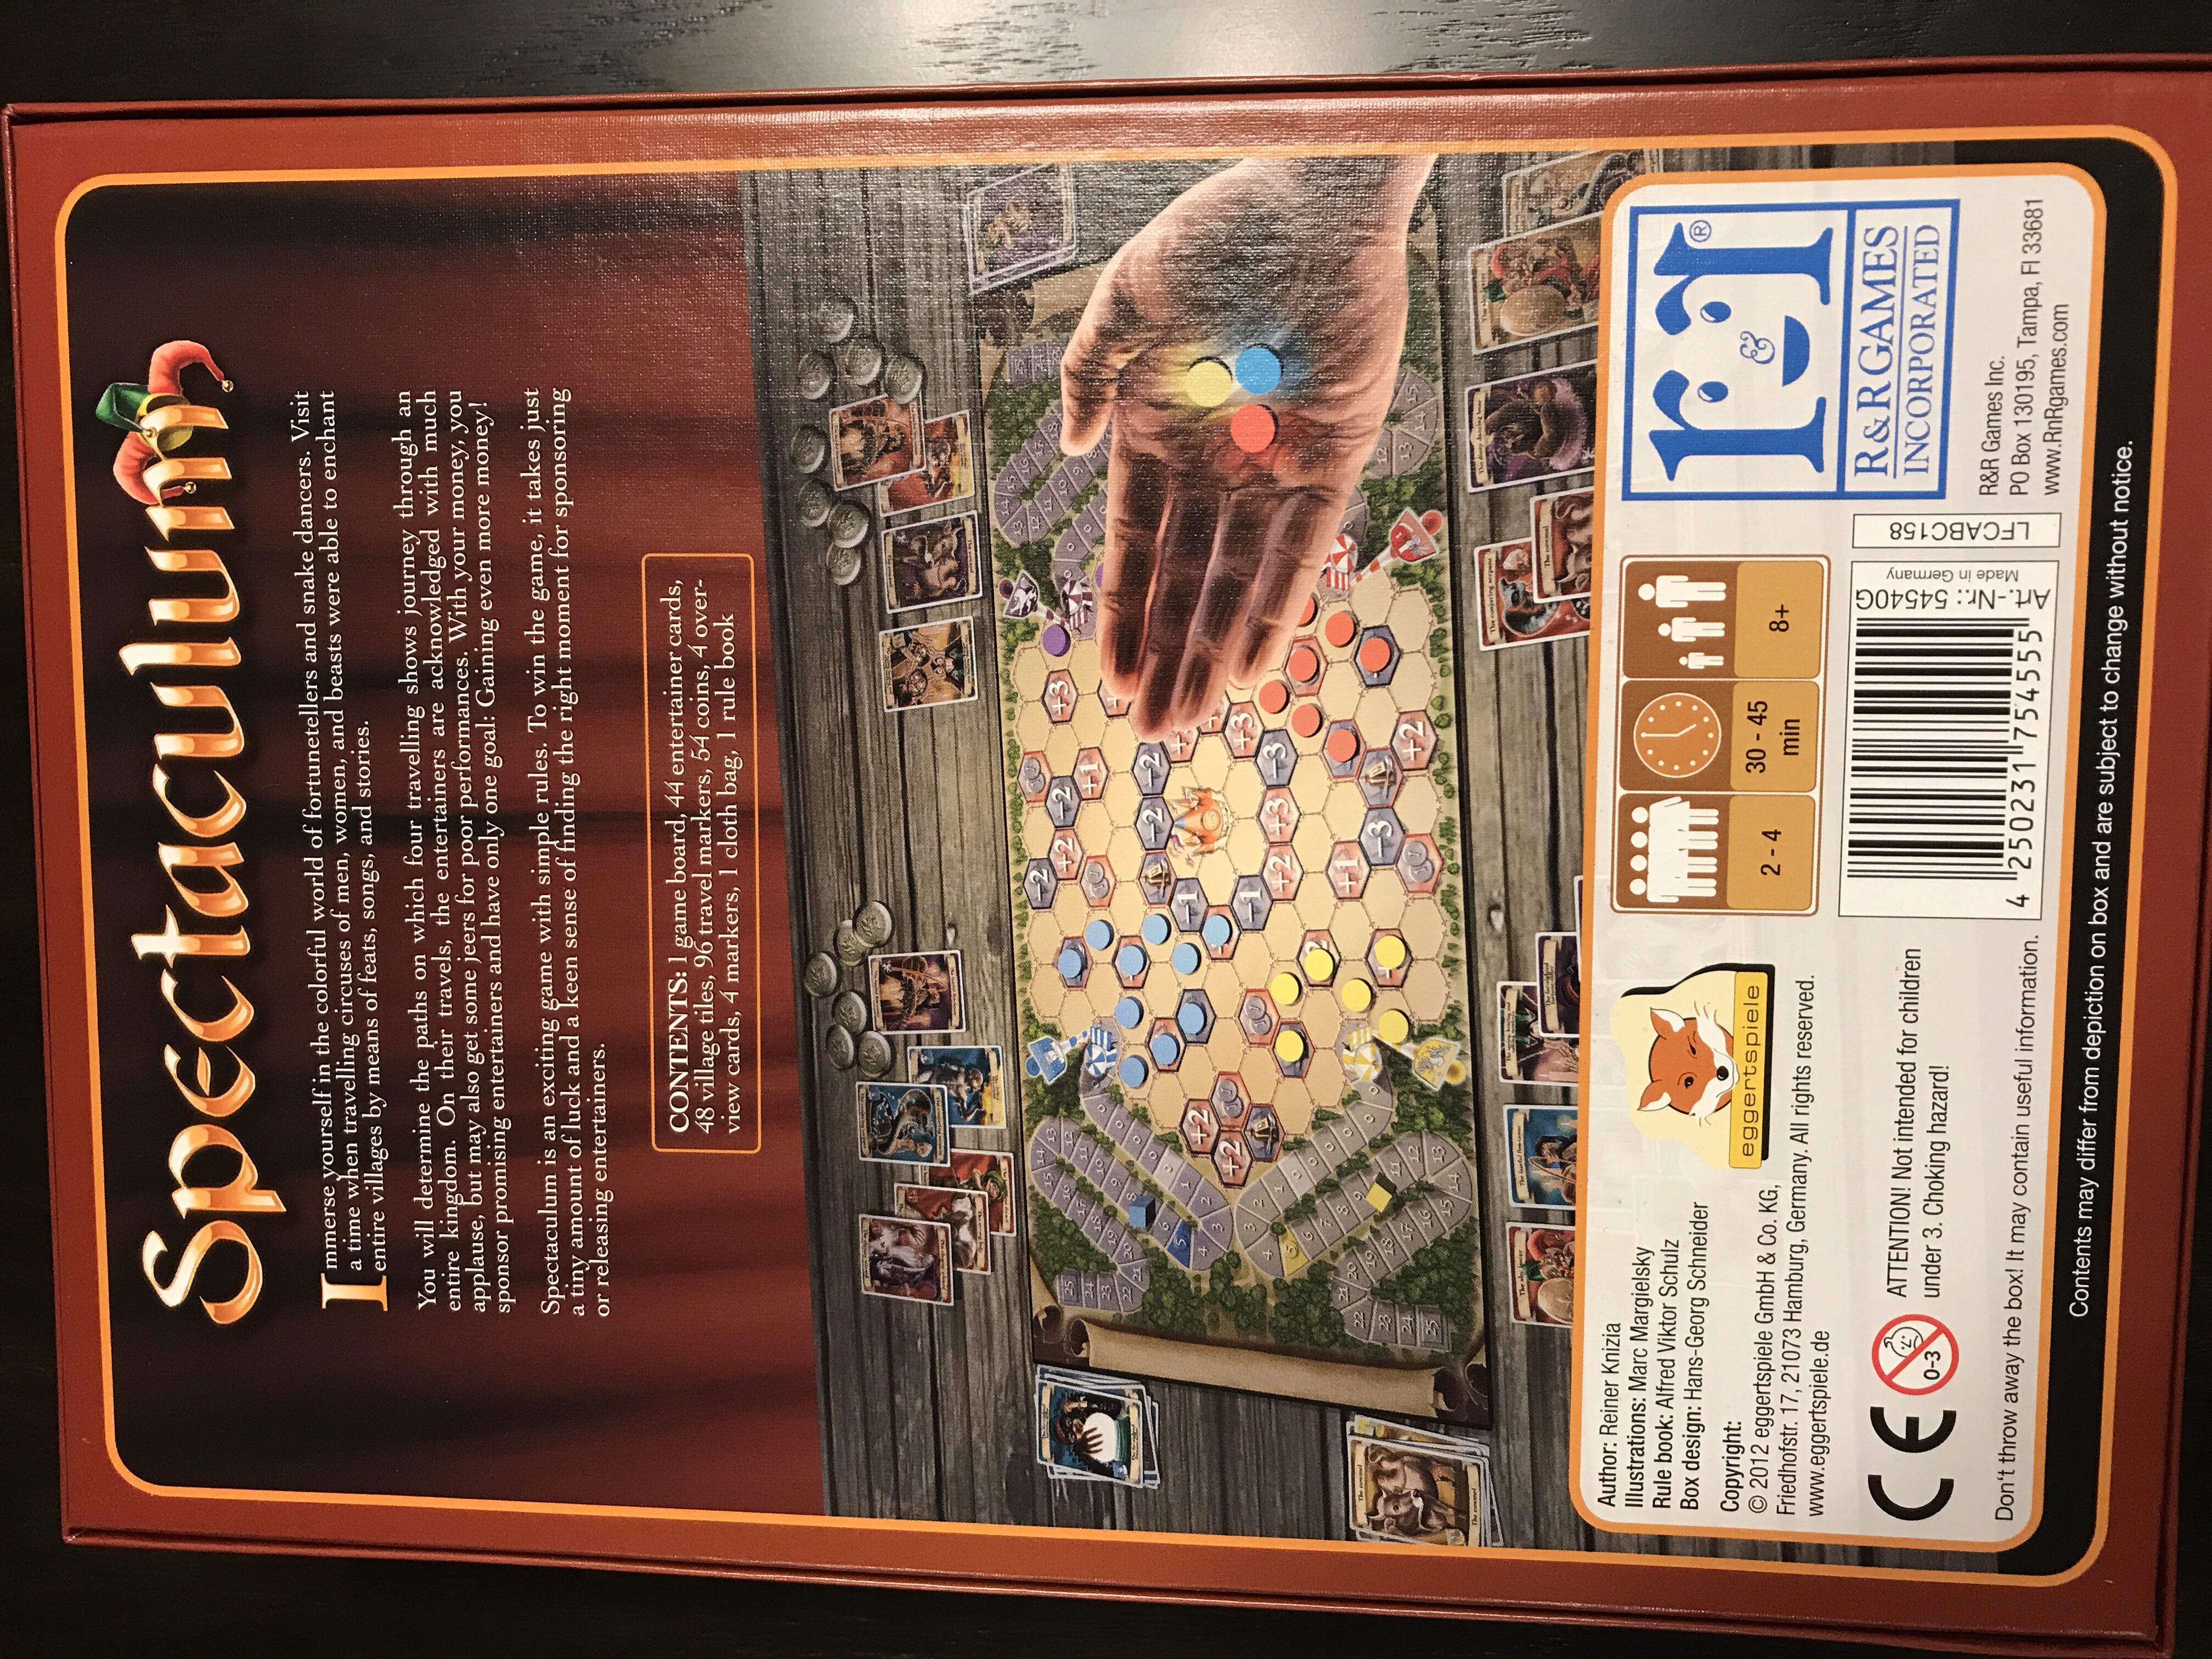 Spectaculum
Immerse yourself in the colorful world of fortunetellers and snake dancers. Visit
a time when travelling circuses of men, women, and beasts were able to enchant
entire villages by means of feats, songs, and stories.
You will determine the paths on which four travelling shows journey through an
entire kingdom. On their travels, the entertainers are acknowledged with much
applause, but may also get some jeers for poor performances. With your money, you
sponsor promising entertainers and have only one goal: Gaining even more money!
Spectaculum is an exciting game with simple rules. To win the game, it takes just
a tiny amount of luck and a keen sense of finding the right moment for sponsoring
or releasing entertainers.
CONTENTS: 1 game board, 44 entertainer cards,
48 village tiles, 96 travel markers, 54 coins, 4 over-
view cards, 4 markers, 1 cloth bag, 1 rule book
Author: Reiner Knizia
Illustrations: Marc Margielsky
Rule book: Alfred Viktor Schulz
Box design: Hans-Georg Schneider
Copyright:
© 2012 eggertspiele GmbH & Co. KG,
Friedhofstr. 17, 21073 Hamburg, Germany. All rights reserved.
www.eggertspiele.de
eggertspiele
2 - 4
30 - 45
min
8+
r&r®
R&R GAMES
INCORPORATED
CE
0-3
ATTENTION! Not intended for children
under 3. Choking hazard!
Don't throw away the box! It may contain useful information.
4 250231 754555
Art.-Nr.: 54540G
Made in Germany
LFCABC158
R&R Games Inc.
PO Box 130195, Tampa, Fl 33681
www.RnRgames.com
Contents may differ from depiction on box and are subject to change without notice.